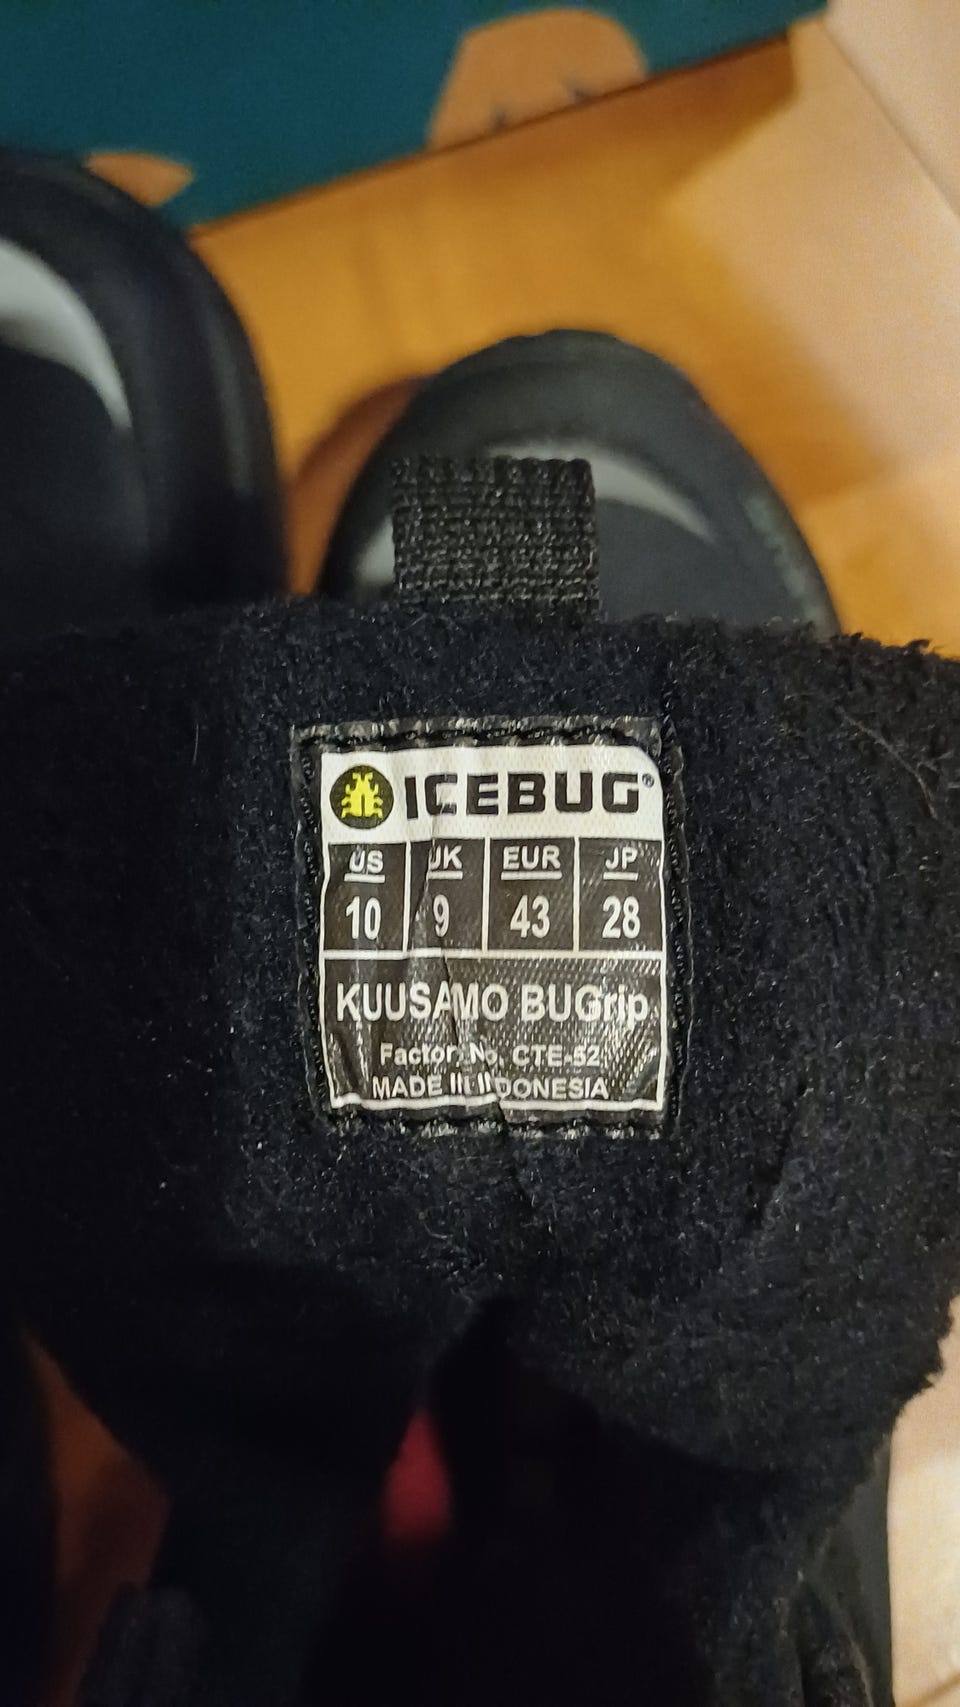 ICEBUG®
US UK EUR JP
10 9 43 28
KUUSAMO BUGrip
Factory No. CTE-52
MADE IN INDONESIA